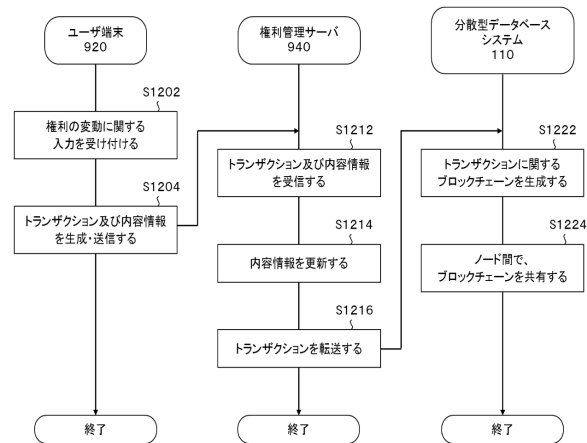 ユーザ端末
920
S1202
権利の変動に関する
入力を受け付ける
S1204
トランザクション及び内容情報
を生成・送信する
終了
権利管理サーバ
940
S1212
トランザクション及び内容情報
を受信する
S1214
内容情報を更新する
S1216
トランザクションを転送する
終了
分散型データベース
システム
110
S1222
トランザクションに関する
ブロックチェーンを生成する
S1224
ノード間で、
ブロックチェーンを共有する
終了